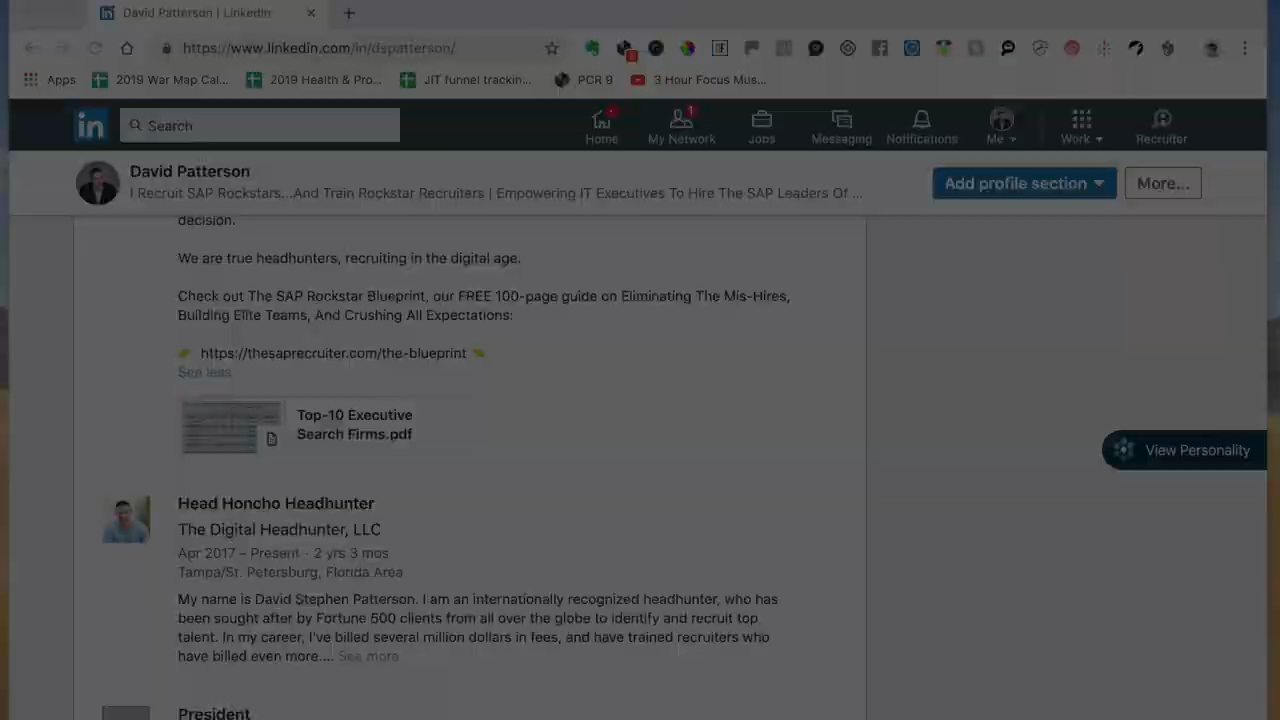 David Patterson | LinkedIn
https://www.linkedin.com/in/dspatterson/
Apps
2019 War Map Cal...
2019 Health & Pro...
JIT funnel trackin...
PCR 9
3 Hour Focus Mus...
in
Search
1
Home
My Network
Jobs
Messaging
Notifications
Me
Work
Recruiter
David Patterson
I Recruit SAP Rockstars...And Train Rockstar Recruiters | Empowering IT Executives To Hire The SAP Leaders Of ...
Add profile section
More...
decision.
We are true headhunters, recruiting in the digital age.
Check out The SAP Rockstar Blueprint, our FREE 100-page guide on Eliminating The Mis-Hires,
Building Elite Teams, And Crushing All Expectations:
https://thesaprecruiter.com/the-blueprint
See less
Top-10 Executive
Search Firms.pdf
View Personality
Head Honcho Headhunter
The Digital Headhunter, LLC
Apr 2017 – Present · 2 yrs 3 mos
Tampa/St. Petersburg, Florida Area
My name is David Stephen Patterson. I am an internationally recognized headhunter, who has
been sought after by Fortune 500 clients from all over the globe to identify and recruit top
talent. In my career, I've billed several million dollars in fees, and have trained recruiters who
have billed even more.... See more
President